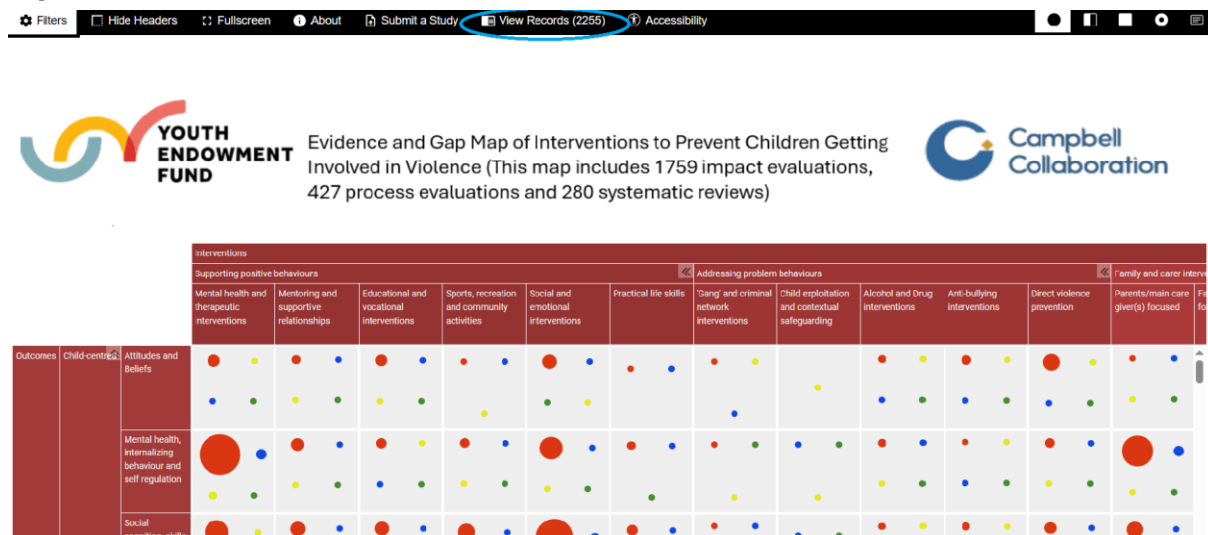 Filters Hide Headers Fullscreen About Submit a Study View Records (2255) Accessibility
YOUTH
ENDOWMENT
FUND
Evidence and Gap Map of Interventions to Prevent Children Getting
Involved in Violence (This map includes 1759 impact evaluations,
427 process evaluations and 280 systematic reviews)
Campbell
Collaboration
Interventions
Supporting positive behaviours
Addressing problem behaviours
Family and carer
Mental health and
therapeutic
interventions
Mentoring and
supportive
relationships
Educational and
vocational
interventions
Sports, recreation
and community
activities
Social and
emotional
interventions
Practical life skills
'Gang' and criminal
network
interventions
Child exploitation
and contextual
safeguarding
Alcohol and Drug
interventions
Anti-bullying
interventions
Direct violence
prevention
Parents/main care
giver(s) focused
Outcomes
Attitudes and
Beliefs
Mental health,
internalizing
behaviour and
self regulation
Social